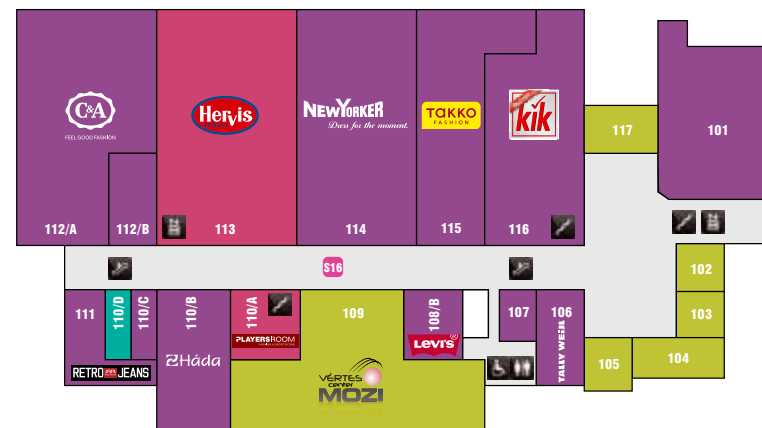 C&A
FEEL GOOD FASHION
Hervis
NEWYORKER
Dress for the moment.
TAKKO
FASHION
kik
117
101
112/A
112/B
113
114
115
116
S16
102
103
104
105
106
TALLY WEiJL
107
108/B
LEVI'S
109
VÉRTES
center
MOZI
110/A
PLAYERSROOM
110/B
Háda
110/C
110/D
111
RETRO JEANS